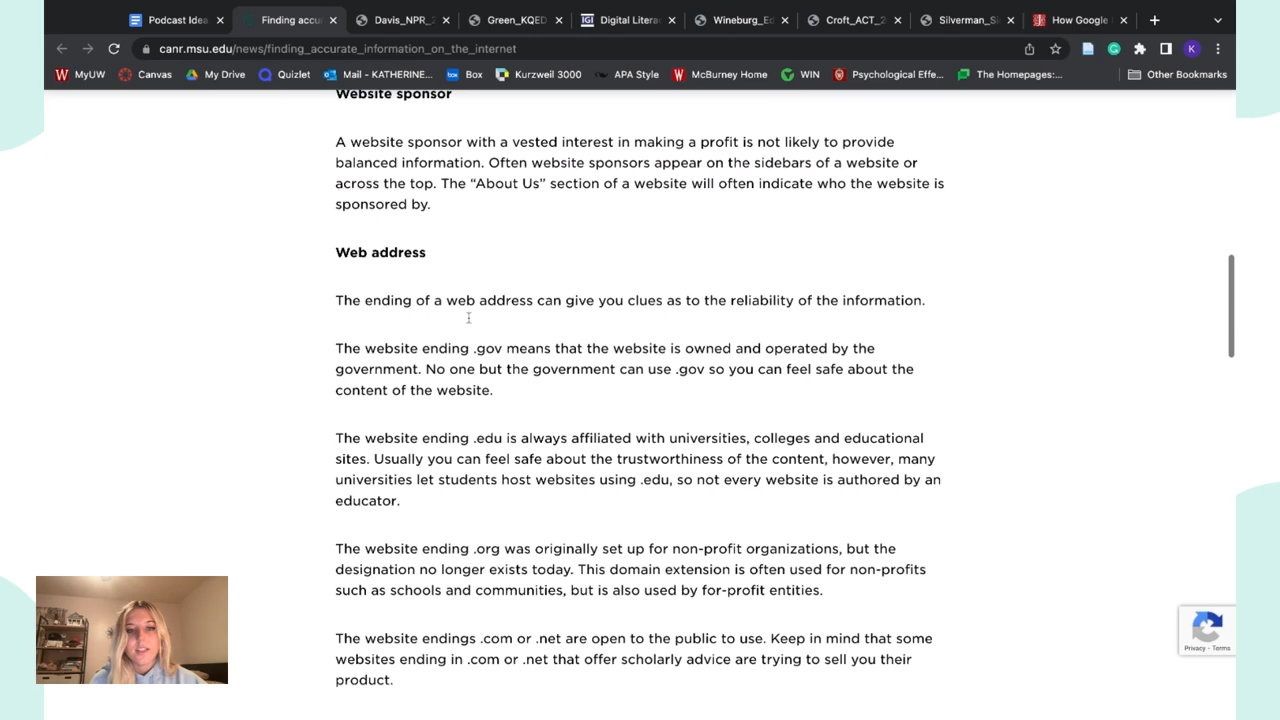 Podcast Idea
Finding accu
Davis_NPR_
Green_KQED
IGI Digital Litera
Wineburg_Ed
Croft_ACT_2
Silverman_Si
How Google
canr.msu.edu/news/finding_accurate_information_on_the_internet
K
MyUW
Canvas
My Drive
Quizlet
Mail - KATHERINE...
box Box
Kurzweil 3000
APA Style
McBurney Home
WIN
Psychological Effe...
The Homepages:...
Other Bookmarks
Website sponsor
A website sponsor with a vested interest in making a profit is not likely to provide
balanced information. Often website sponsors appear on the sidebars of a website or
across the top. The “About Us” section of a website will often indicate who the website is
sponsored by.
Web address
The ending of a web address can give you clues as to the reliability of the information.
The website ending .gov means that the website is owned and operated by the
government. No one but the government can use .gov so you can feel safe about the
content of the website.
The website ending .edu is always affiliated with universities, colleges and educational
sites. Usually you can feel safe about the trustworthiness of the content, however, many
universities let students host websites using .edu, so not every website is authored by an
educator.
The website ending .org was originally set up for non-profit organizations, but the
designation no longer exists today. This domain extension is often used for non-profits
such as schools and communities, but is also used by for-profit entities.
The website endings .com or .net are open to the public to use. Keep in mind that some
websites ending in .com or .net that offer scholarly advice are trying to sell you their
product.
Privacy - Terms